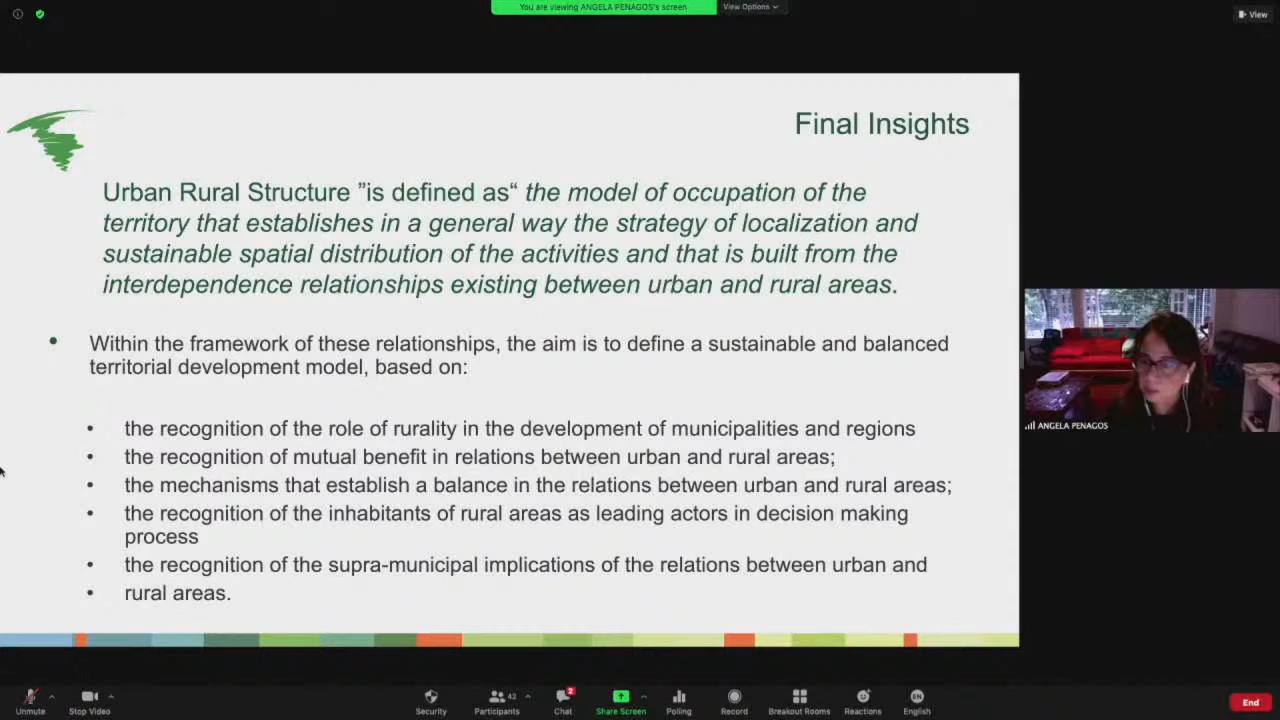 You are viewing ANGELA PENAGOS's screen
View Options
View
Final Insights
Urban Rural Structure ”is defined as“ the model of occupation of the
territory that establishes in a general way the strategy of localization and
sustainable spatial distribution of the activities and that is built from the
interdependence relationships existing between urban and rural areas.
• Within the framework of these relationships, the aim is to define a sustainable and balanced
territorial development model, based on:
• the recognition of the role of rurality in the development of municipalities and regions
• the recognition of mutual benefit in relations between urban and rural areas;
• the mechanisms that establish a balance in the relations between urban and rural areas;
• the recognition of the inhabitants of rural areas as leading actors in decision making
process
• the recognition of the supra-municipal implications of the relations between urban and
• rural areas.
ANGELA PENAGOS
Unmute
Stop Video
Security
42
Participants
2
Chat
Share Screen
Polling
Record
Breakout Rooms
Reactions
EN
English
End